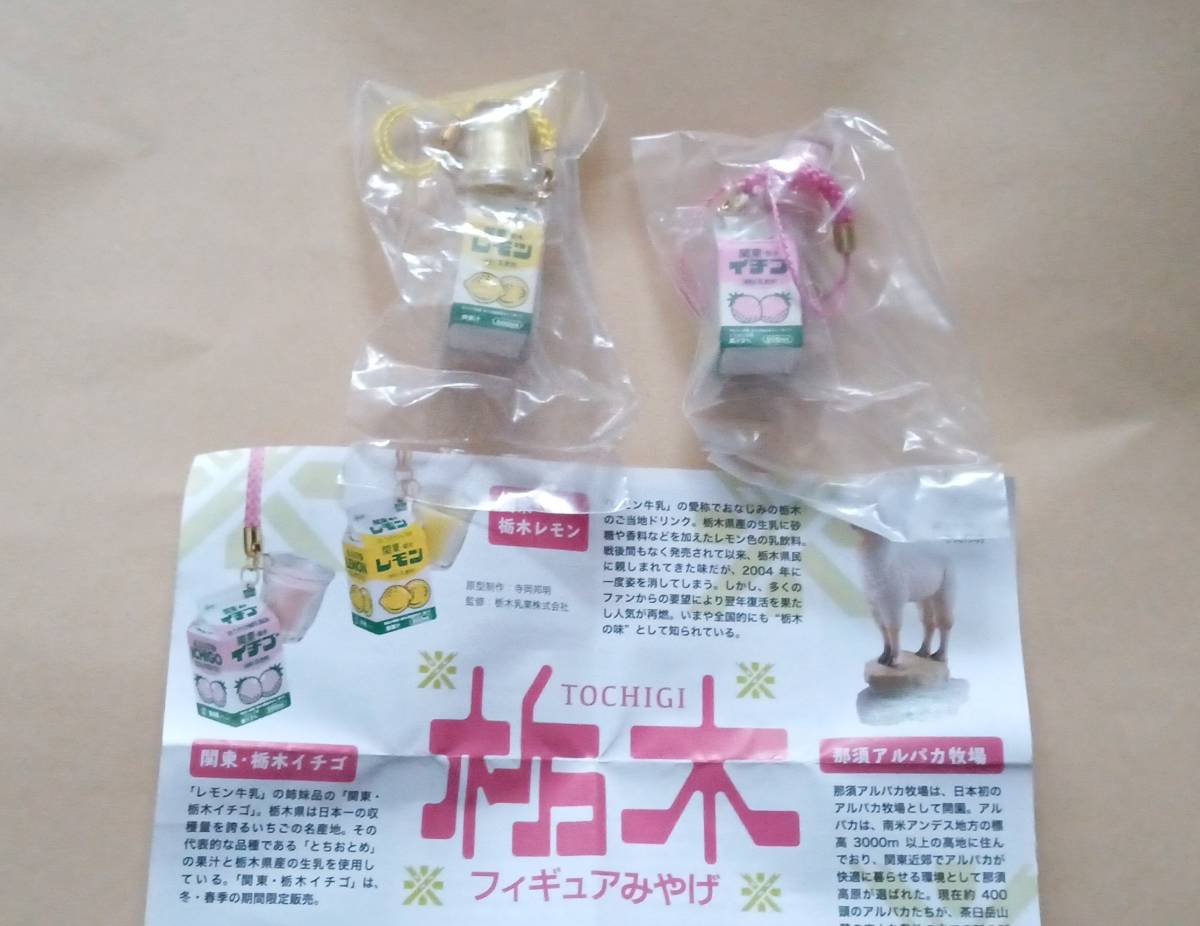 関東・栃木
レモン
関東・栃木
イチゴ
栃木レモン
原型制作：寺岡邦明
監修：栃木乳業株式会社
「レモン牛乳」の愛称でおなじみの栃木
のご当地ドリンク。栃木県産の生乳に砂
糖や香料などを加えたレモン色の乳飲料。
戦後間もなく発売されて以来、栃木県民
に親しまれてきた味だが、2004 年に
一度姿を消してしまう。しかし、多くの
ファンからの要望により翌年復活を果た
し人気が再燃。いまや全国的にも“栃木
の味”として知られている。
関東・栃木
レモン
関東・栃木
イチゴ
TOCHIGI
栃木
フィギュアみやげ
関東・栃木イチゴ
「レモン牛乳」の姉妹品の「関東・
栃木イチゴ」。栃木県は日本一の収
穫量を誇るいちごの名産地。その
代表的な品種である「とちおとめ」
の果汁と栃木県産の生乳を使用し
ている。「関東・栃木イチゴ」は、
冬・春季の期間限定販売。
那須アルパカ牧場
那須アルパカ牧場は、日本初の
アルパカ牧場として開園。アル
パカは、南米アンデス地方の標
高 3000m 以上の高地に住ん
でおり、関東近郊でアルパカが
快適に暮らせる環境として那須
高原が選ばれた。現在約 400
頭のアルパカたちが、茶臼岳山